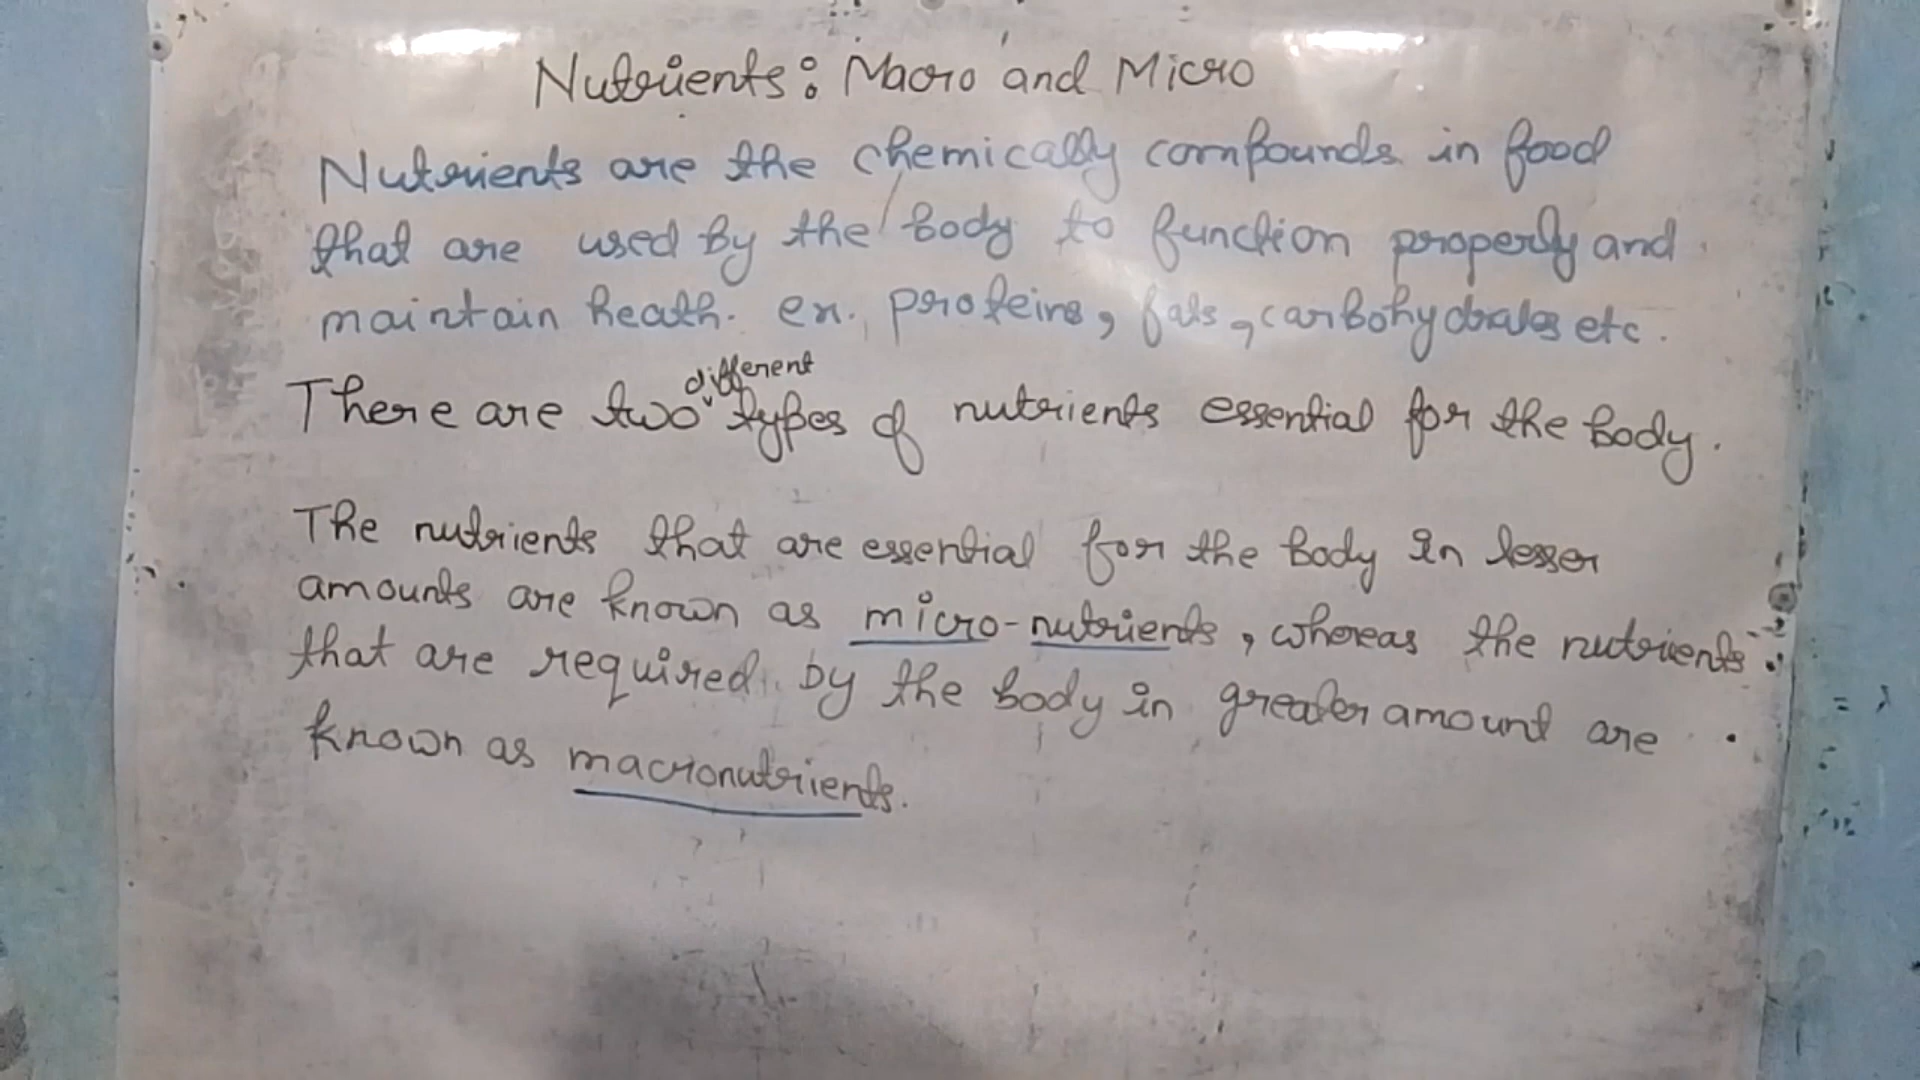 Nutrients: Macro and Micro
Nutrients are the chemically compounds in food
that are used by the body to function properly and
maintain heath. ex. proteins, fats, carbohydrates etc.
There are two different types of nutrients essential for the body.
The nutrients that are essential for the body in lesser
amounts are known as micro-nutrients, whereas the nutrients
that are required by the body in greater amount are
known as macronutrients.